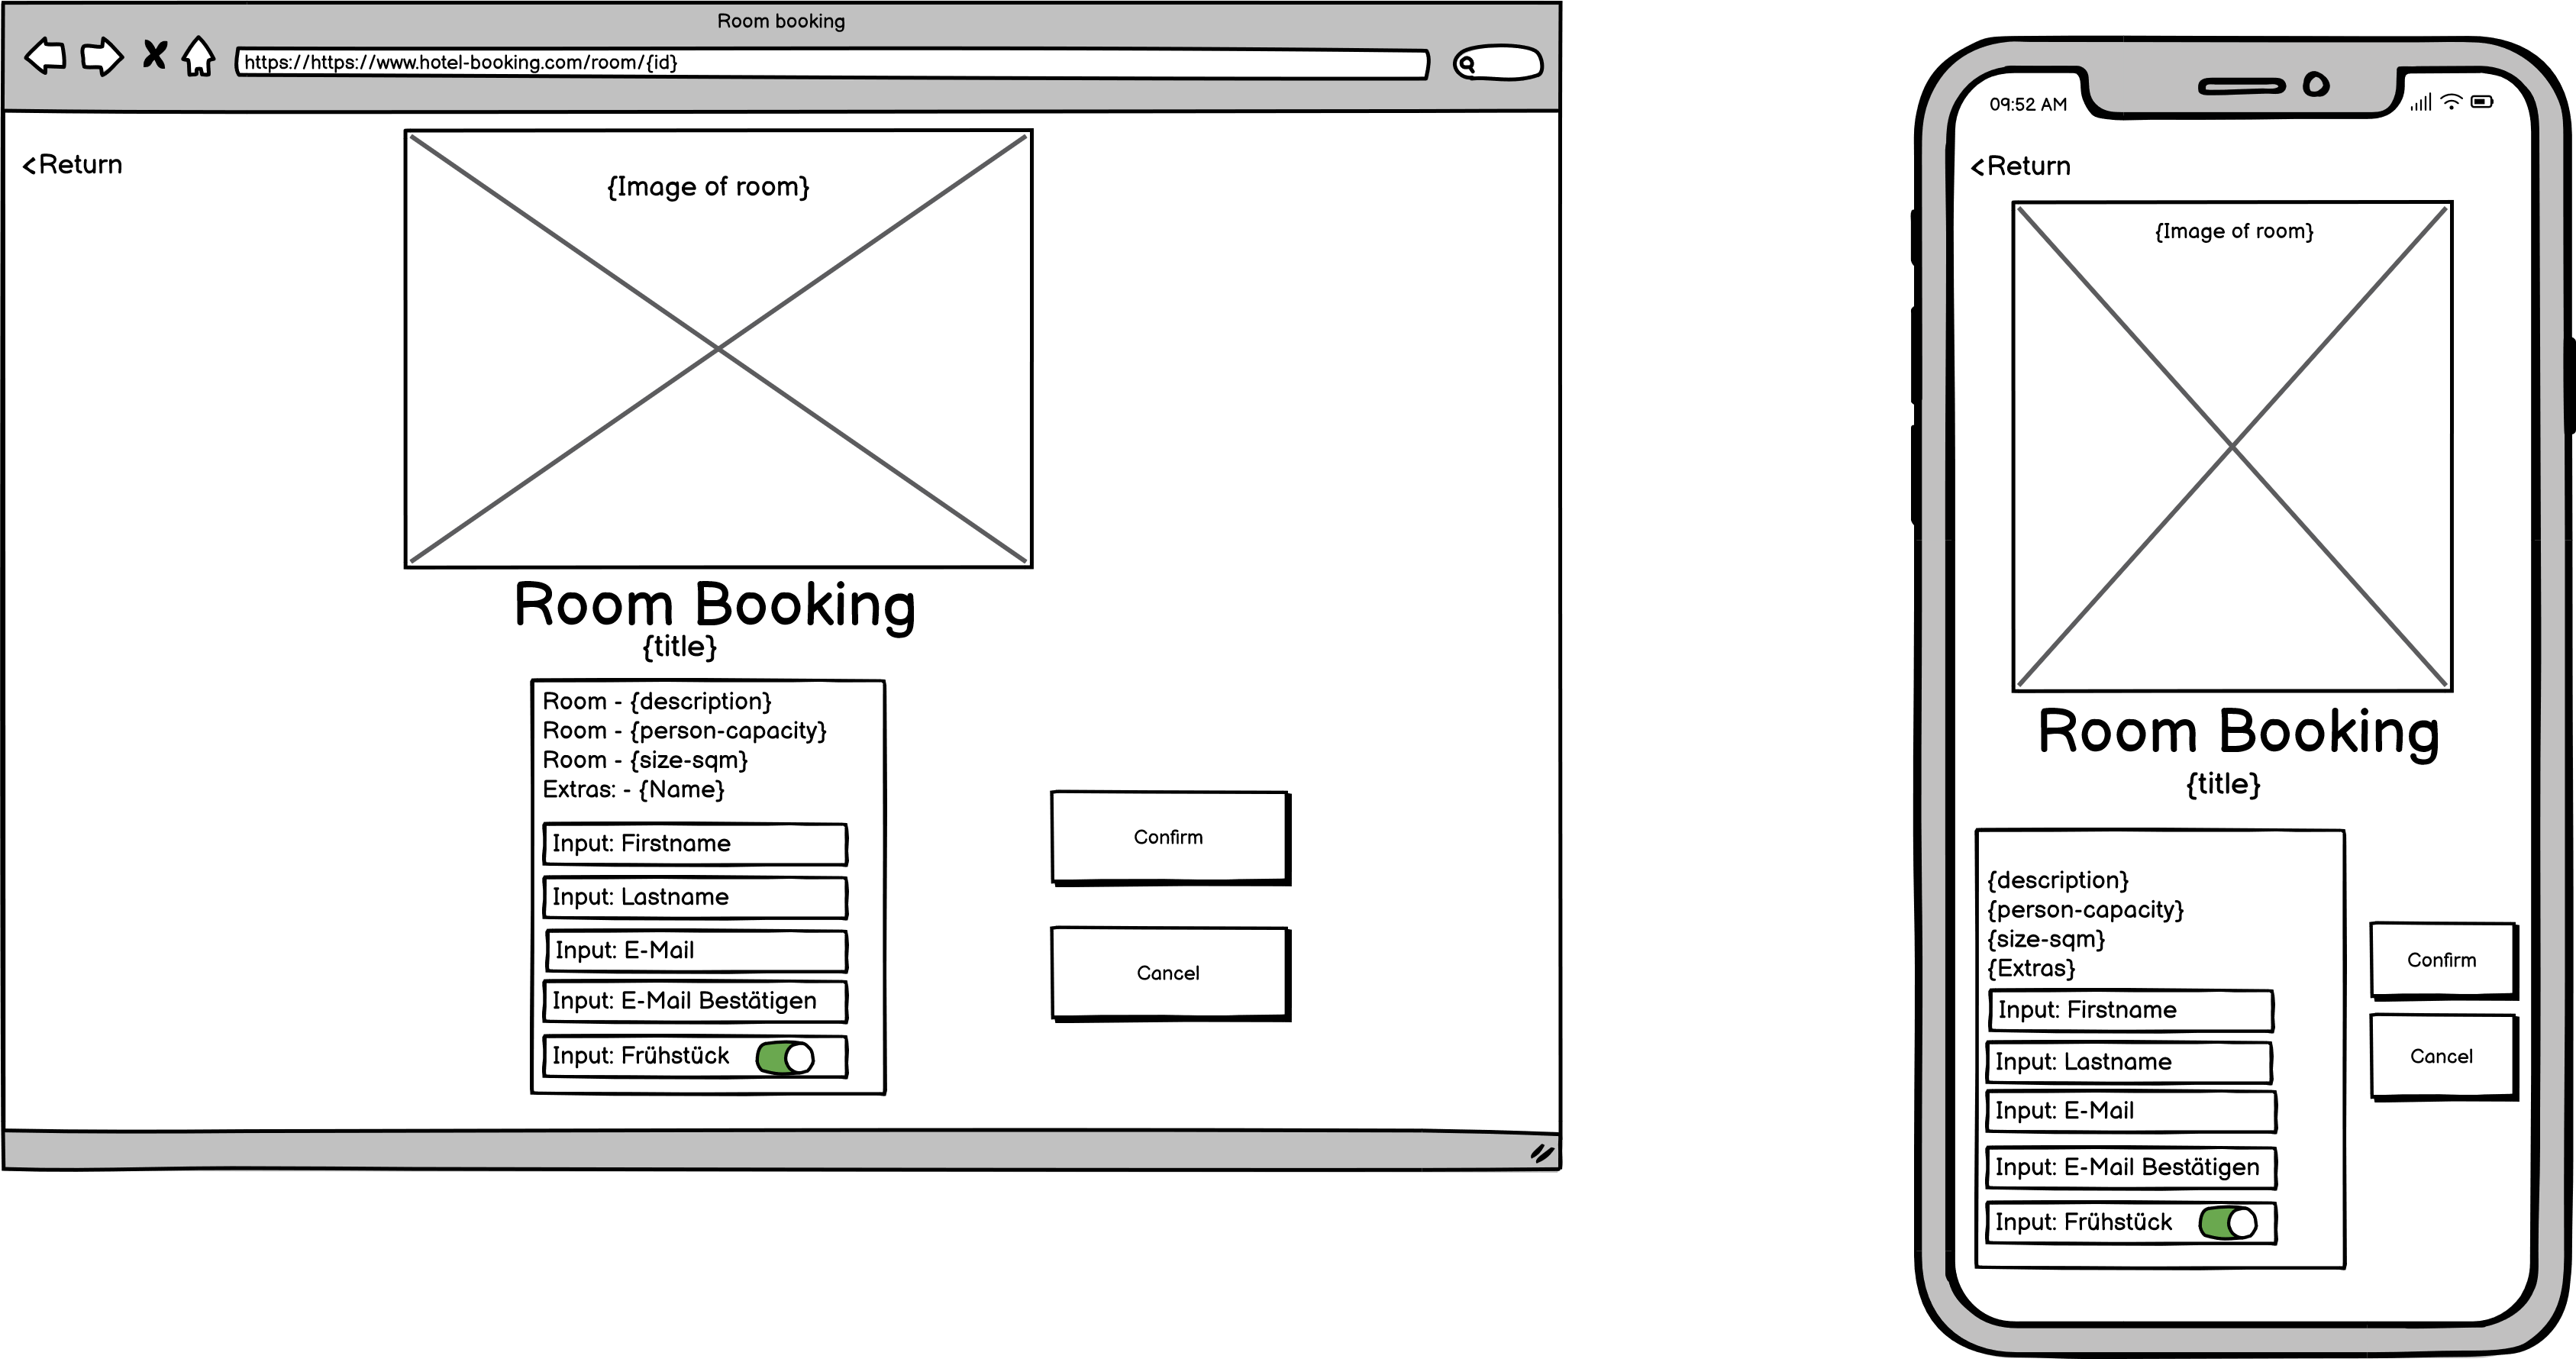 Room booking
https://https://www.hotel-booking.com/room/{id}
<Return
{Image of room}
Room Booking
{title}
Room - {description}
Room - {person-capacity}
Room - {size-sqm}
Extras: - {Name}
Input: Firstname
Input: Lastname
Input: E-Mail
Input: E-Mail Bestätigen
Input: Frühstück
Confirm
Cancel
09:52 AM
<Return
{Image of room}
Room Booking
{title}
{description}
{person-capacity}
{size-sqm}
{Extras}
Input: Firstname
Input: Lastname
Input: E-Mail
Input: E-Mail Bestätigen
Input: Frühstück
Confirm
Cancel